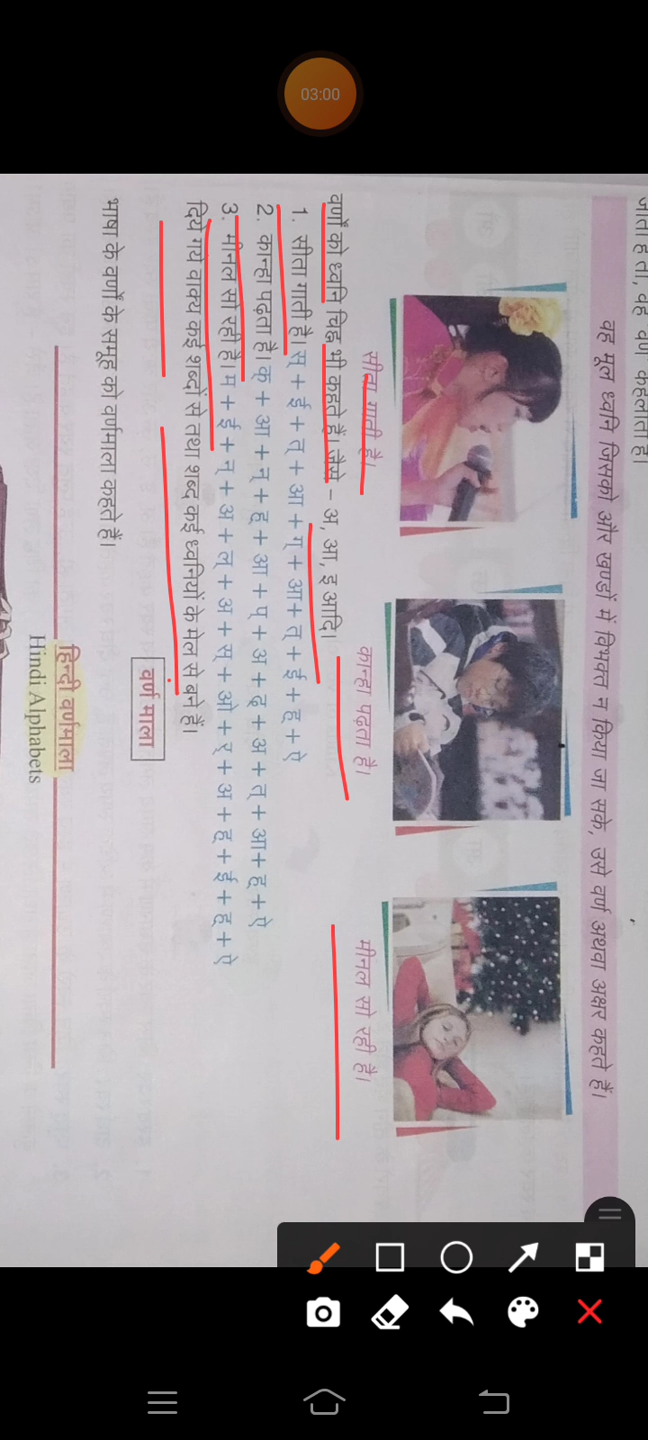 03:00
जाता है तो, वह वर्ण कहलाता है।
वह मूल ध्वनि जिसको और खण्डों में विभक्त न किया जा सके, उसे वर्ण अथवा अक्षर कहते हैं।
सीता गाती है।
कान्हा पढ़ता है।
मीनल सो रही है।
वर्णों को ध्वनि चिह्न भी कहते हैं। जैसे – अ, आ, इ आदि।
1. सीता गाती है। स् + ई + त् + आ + ग् + आ + त् + ई + ह् + ऐ
2. कान्हा पढ़ता है। क् + आ + न् + ह् + आ + प् + अ + ढ़् + अ + त् + आ + ह् + ऐ
3. मीनल सो रही है। म् + ई + न् + अ + ल् + अ + स् + ओ + र् + अ + ह् + ई + ह् + ऐ
दिये गये वाक्य कई शब्दों से तथा शब्द कई ध्वनियों के मेल से बने हैं।
वर्ण माला
भाषा के वर्णों के समूह को वर्णमाला कहते हैं।
हिन्दी वर्णमाला
Hindi Alphabets